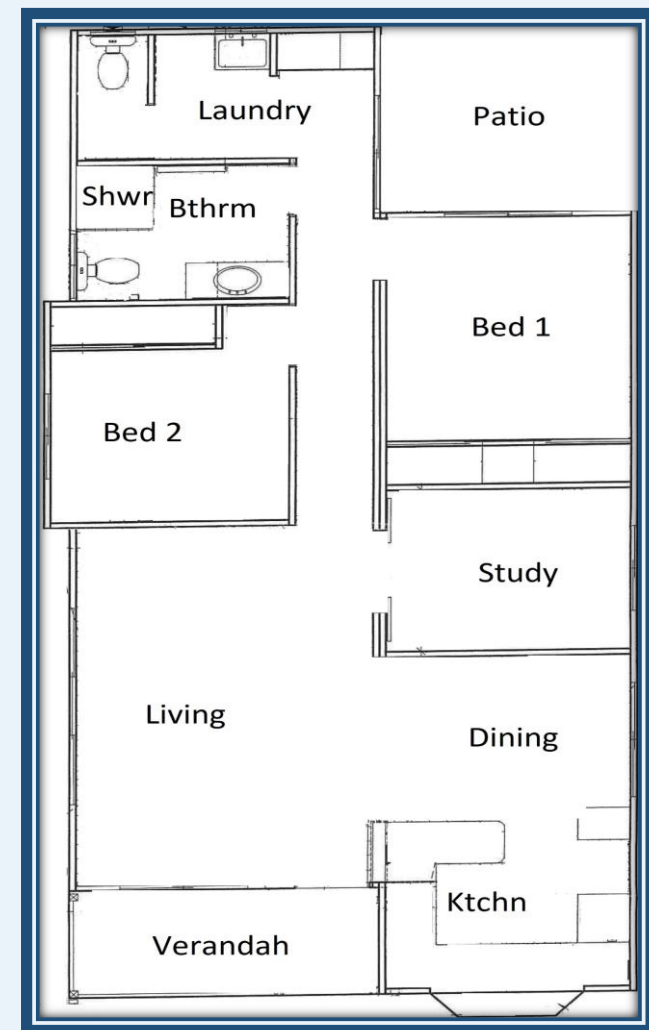 Laundry
Patio
Shwr
Bthrm
Bed 1
Bed 2
Study
Living
Dining
Ktchn
Verandah